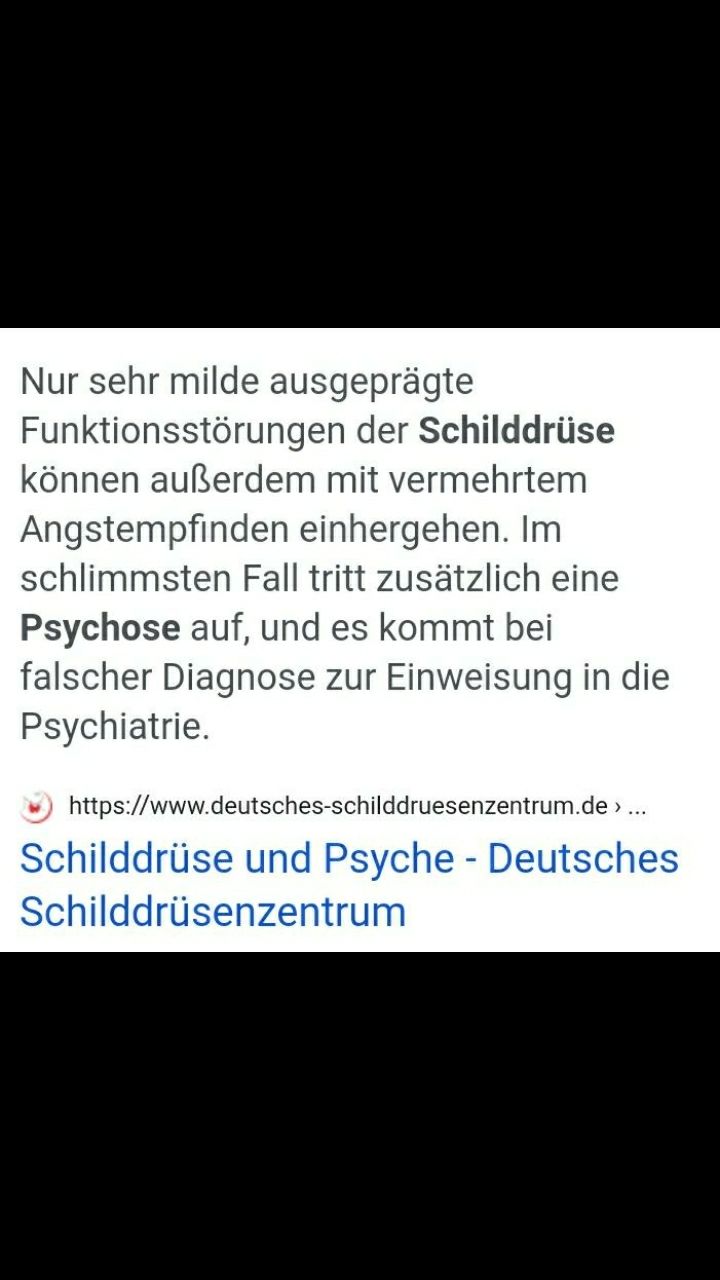 Nur sehr milde ausgeprägte
Funktionsstörungen der Schilddrüse
können außerdem mit vermehrtem
Angstempfinden einhergehen. Im
schlimmsten Fall tritt zusätzlich eine
Psychose auf, und es kommt bei
falscher Diagnose zur Einweisung in die
Psychiatrie.
https://www.deutsches-schilddruesenzentrum.de › ...
Schilddrüse und Psyche - Deutsches
Schilddrüsenzentrum